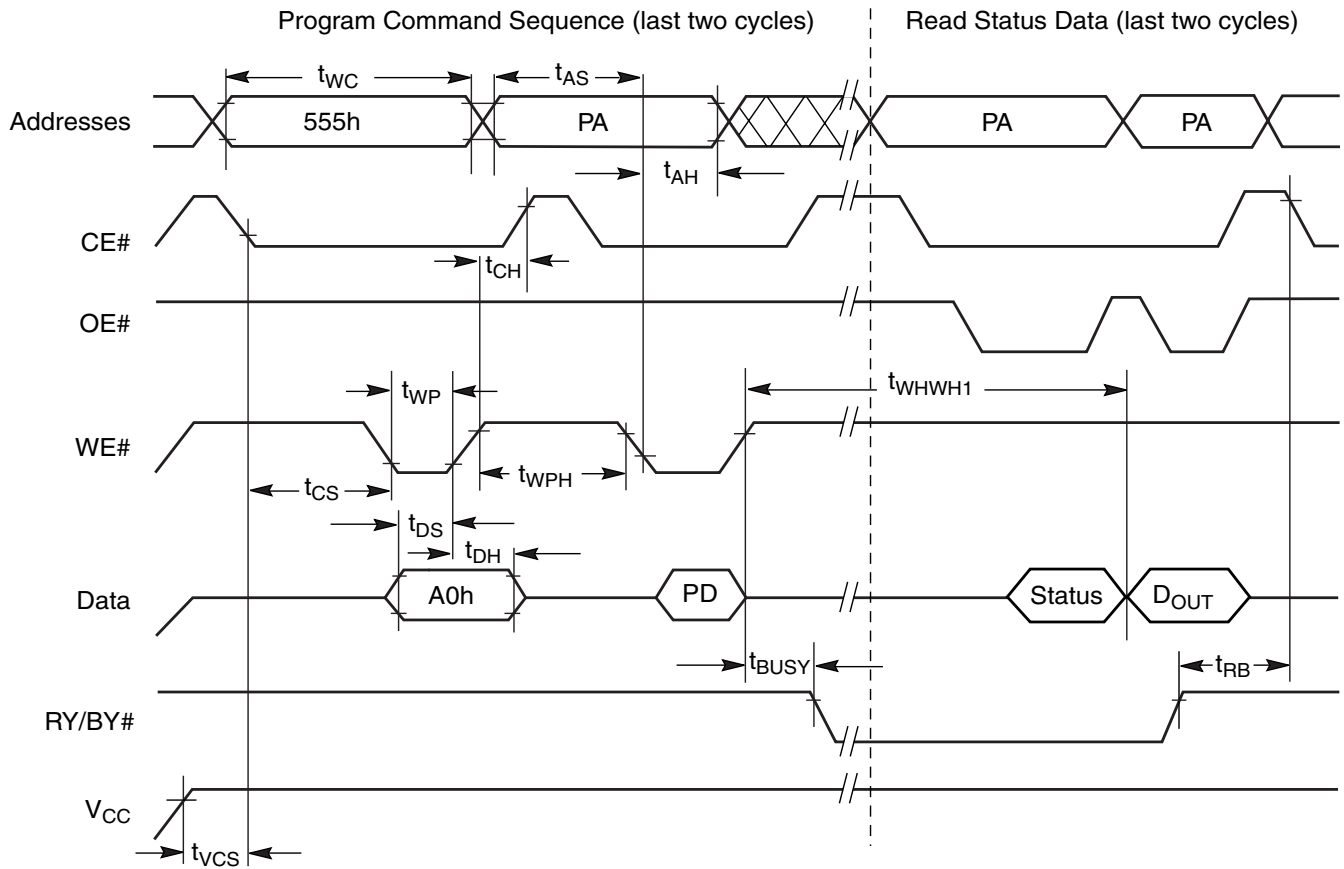 Program Command Sequence (last two cycles)
Read Status Data (last two cycles)
tWC
tAS
Addresses
555h
PA
PA
PA
tAH
CE#
tCH
OE#
tWP
tWHWH1
WE#
tCS
tWPH
tDS
tDH
Data
A0h
PD
Status
DOUT
tBUSY
tRB
RY/BY#
VCC
tVCS